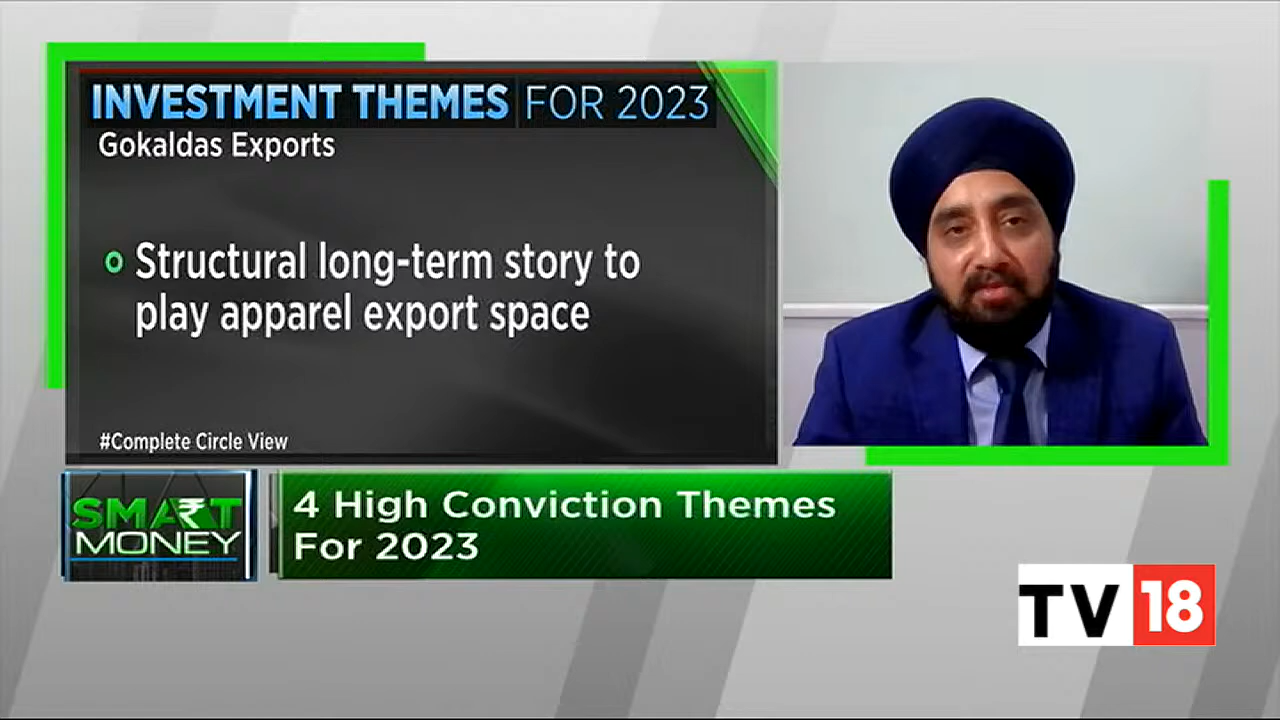 INVESTMENT THEMES FOR 2023
Gokaldas Exports
Structural long-term story to
play apparel export space
#Complete Circle View
SMA₹T
MONEY
4 High Conviction Themes
For 2023
TV18